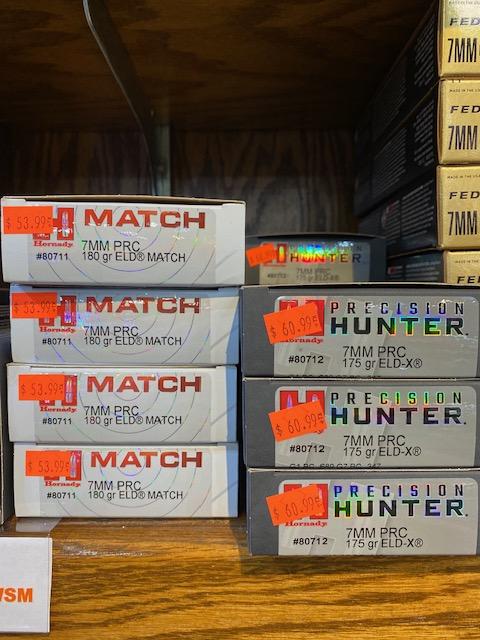 $ 53.99
MATCH
Hornady
7MM PRC
#80711 180 gr ELD® MATCH
$ 53.99
MATCH
Hornady
7MM PRC
#80711 180 gr ELD® MATCH
$ 53.99
MATCH
Hornady
7MM PRC
#80711 180 gr ELD® MATCH
$ 53.99
MATCH
Hornady
7MM PRC
#80711 180 gr ELD® MATCH
HUNTER
7MM PRC
175 gr ELD-X®
$ 60.99
PRECISION
HUNTER.
7MM PRC
#80712 175 gr ELD-X®
$ 60.99
PRECISION
HUNTER.
7MM PRC
#80712 175 gr ELD-X®
$ 60.99
PRECISION
HUNTER.
Hornady
7MM PRC
#80712 175 gr ELD-X®
FED
7MM
FED
7MM
FED
7MM
FED
WSM